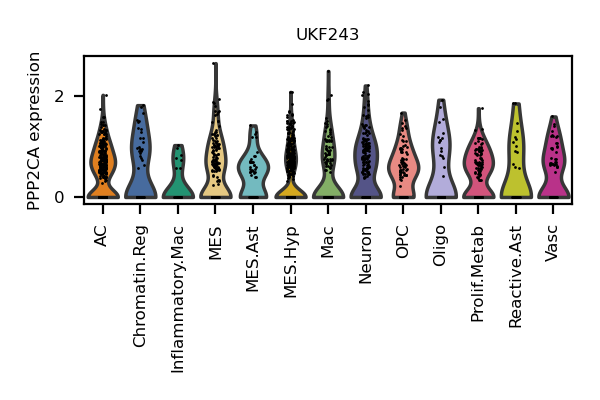 UKF243
PPP2CA expression
2
0
AC
Chromatin.Reg
Inflammatory.Mac
MES
MES.Ast
MES.Hyp
Mac
Neuron
OPC
Oligo
Prolif.Metab
Reactive.Ast
Vasc